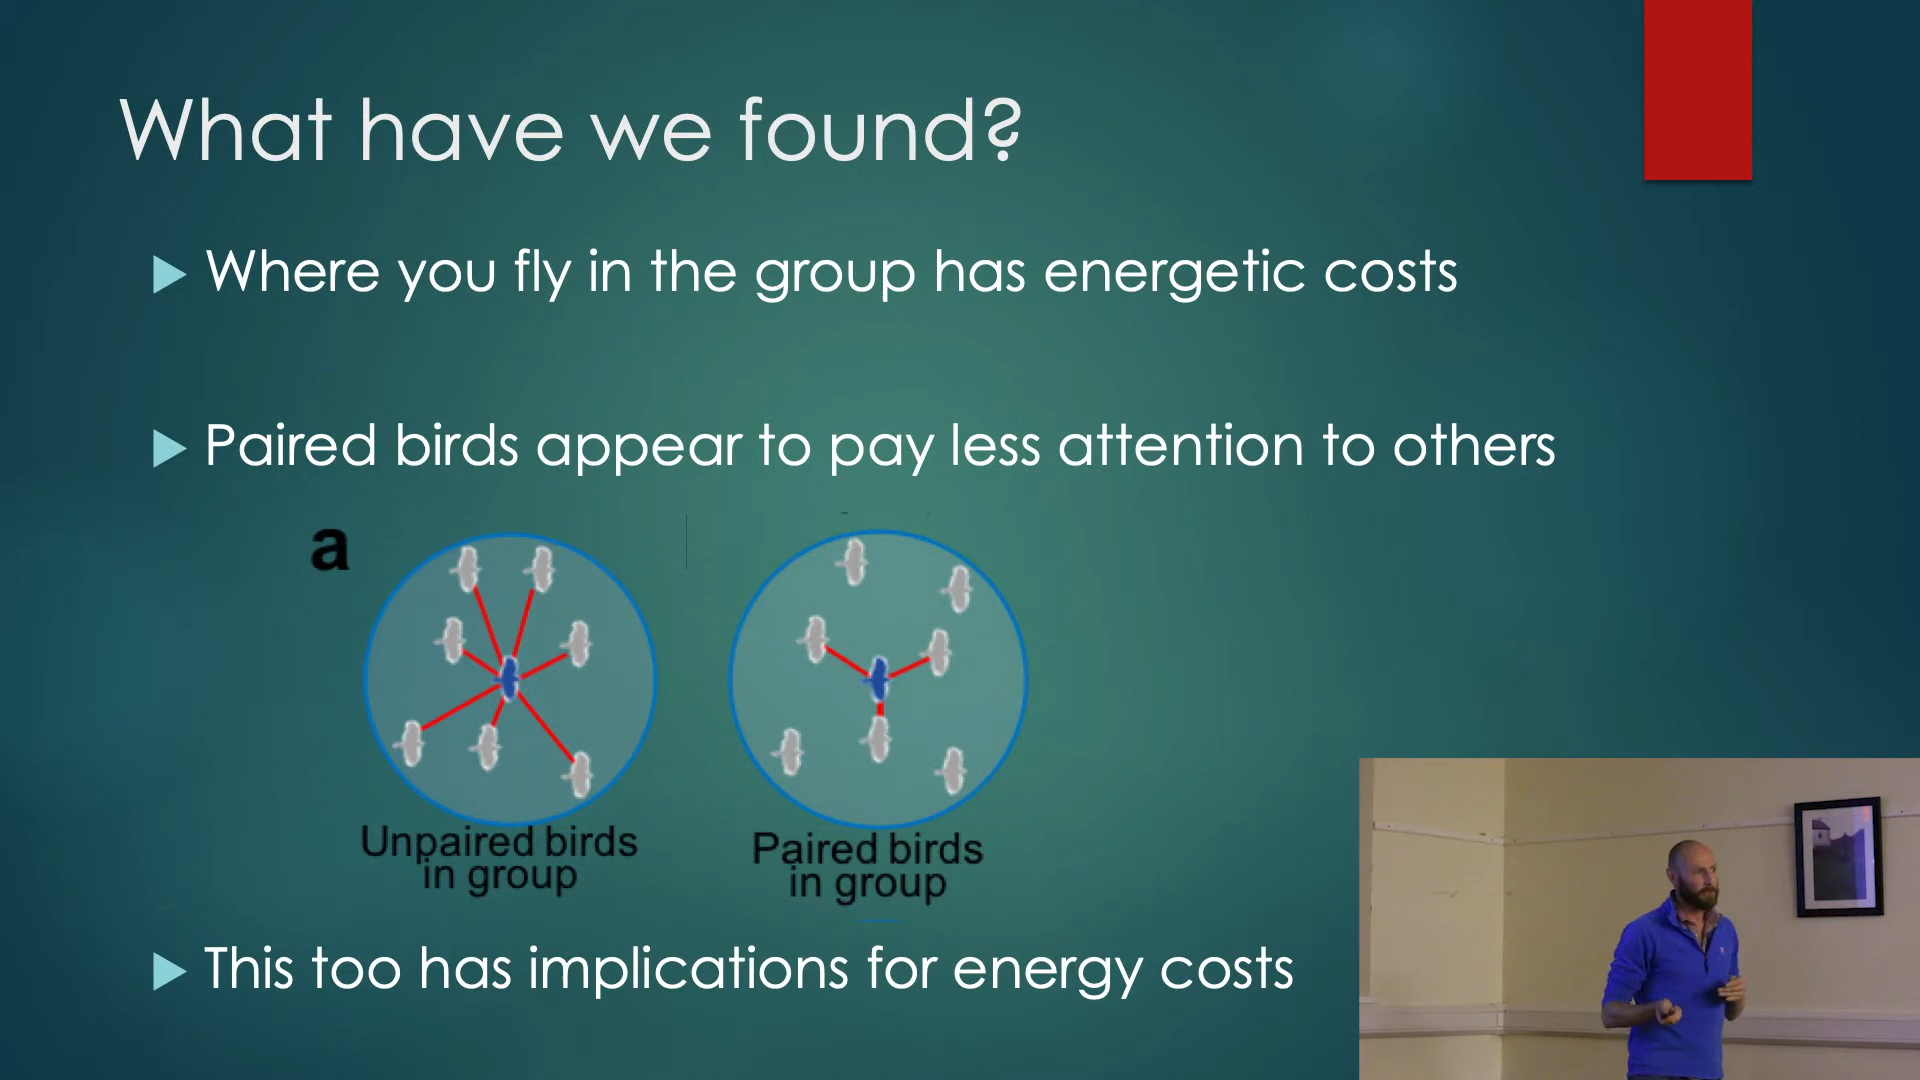 What have we found?
Where you fly in the group has energetic costs
Paired birds appear to pay less attention to others
a
Unpaired birds
in group
Paired birds
in group
This too has implications for energy costs